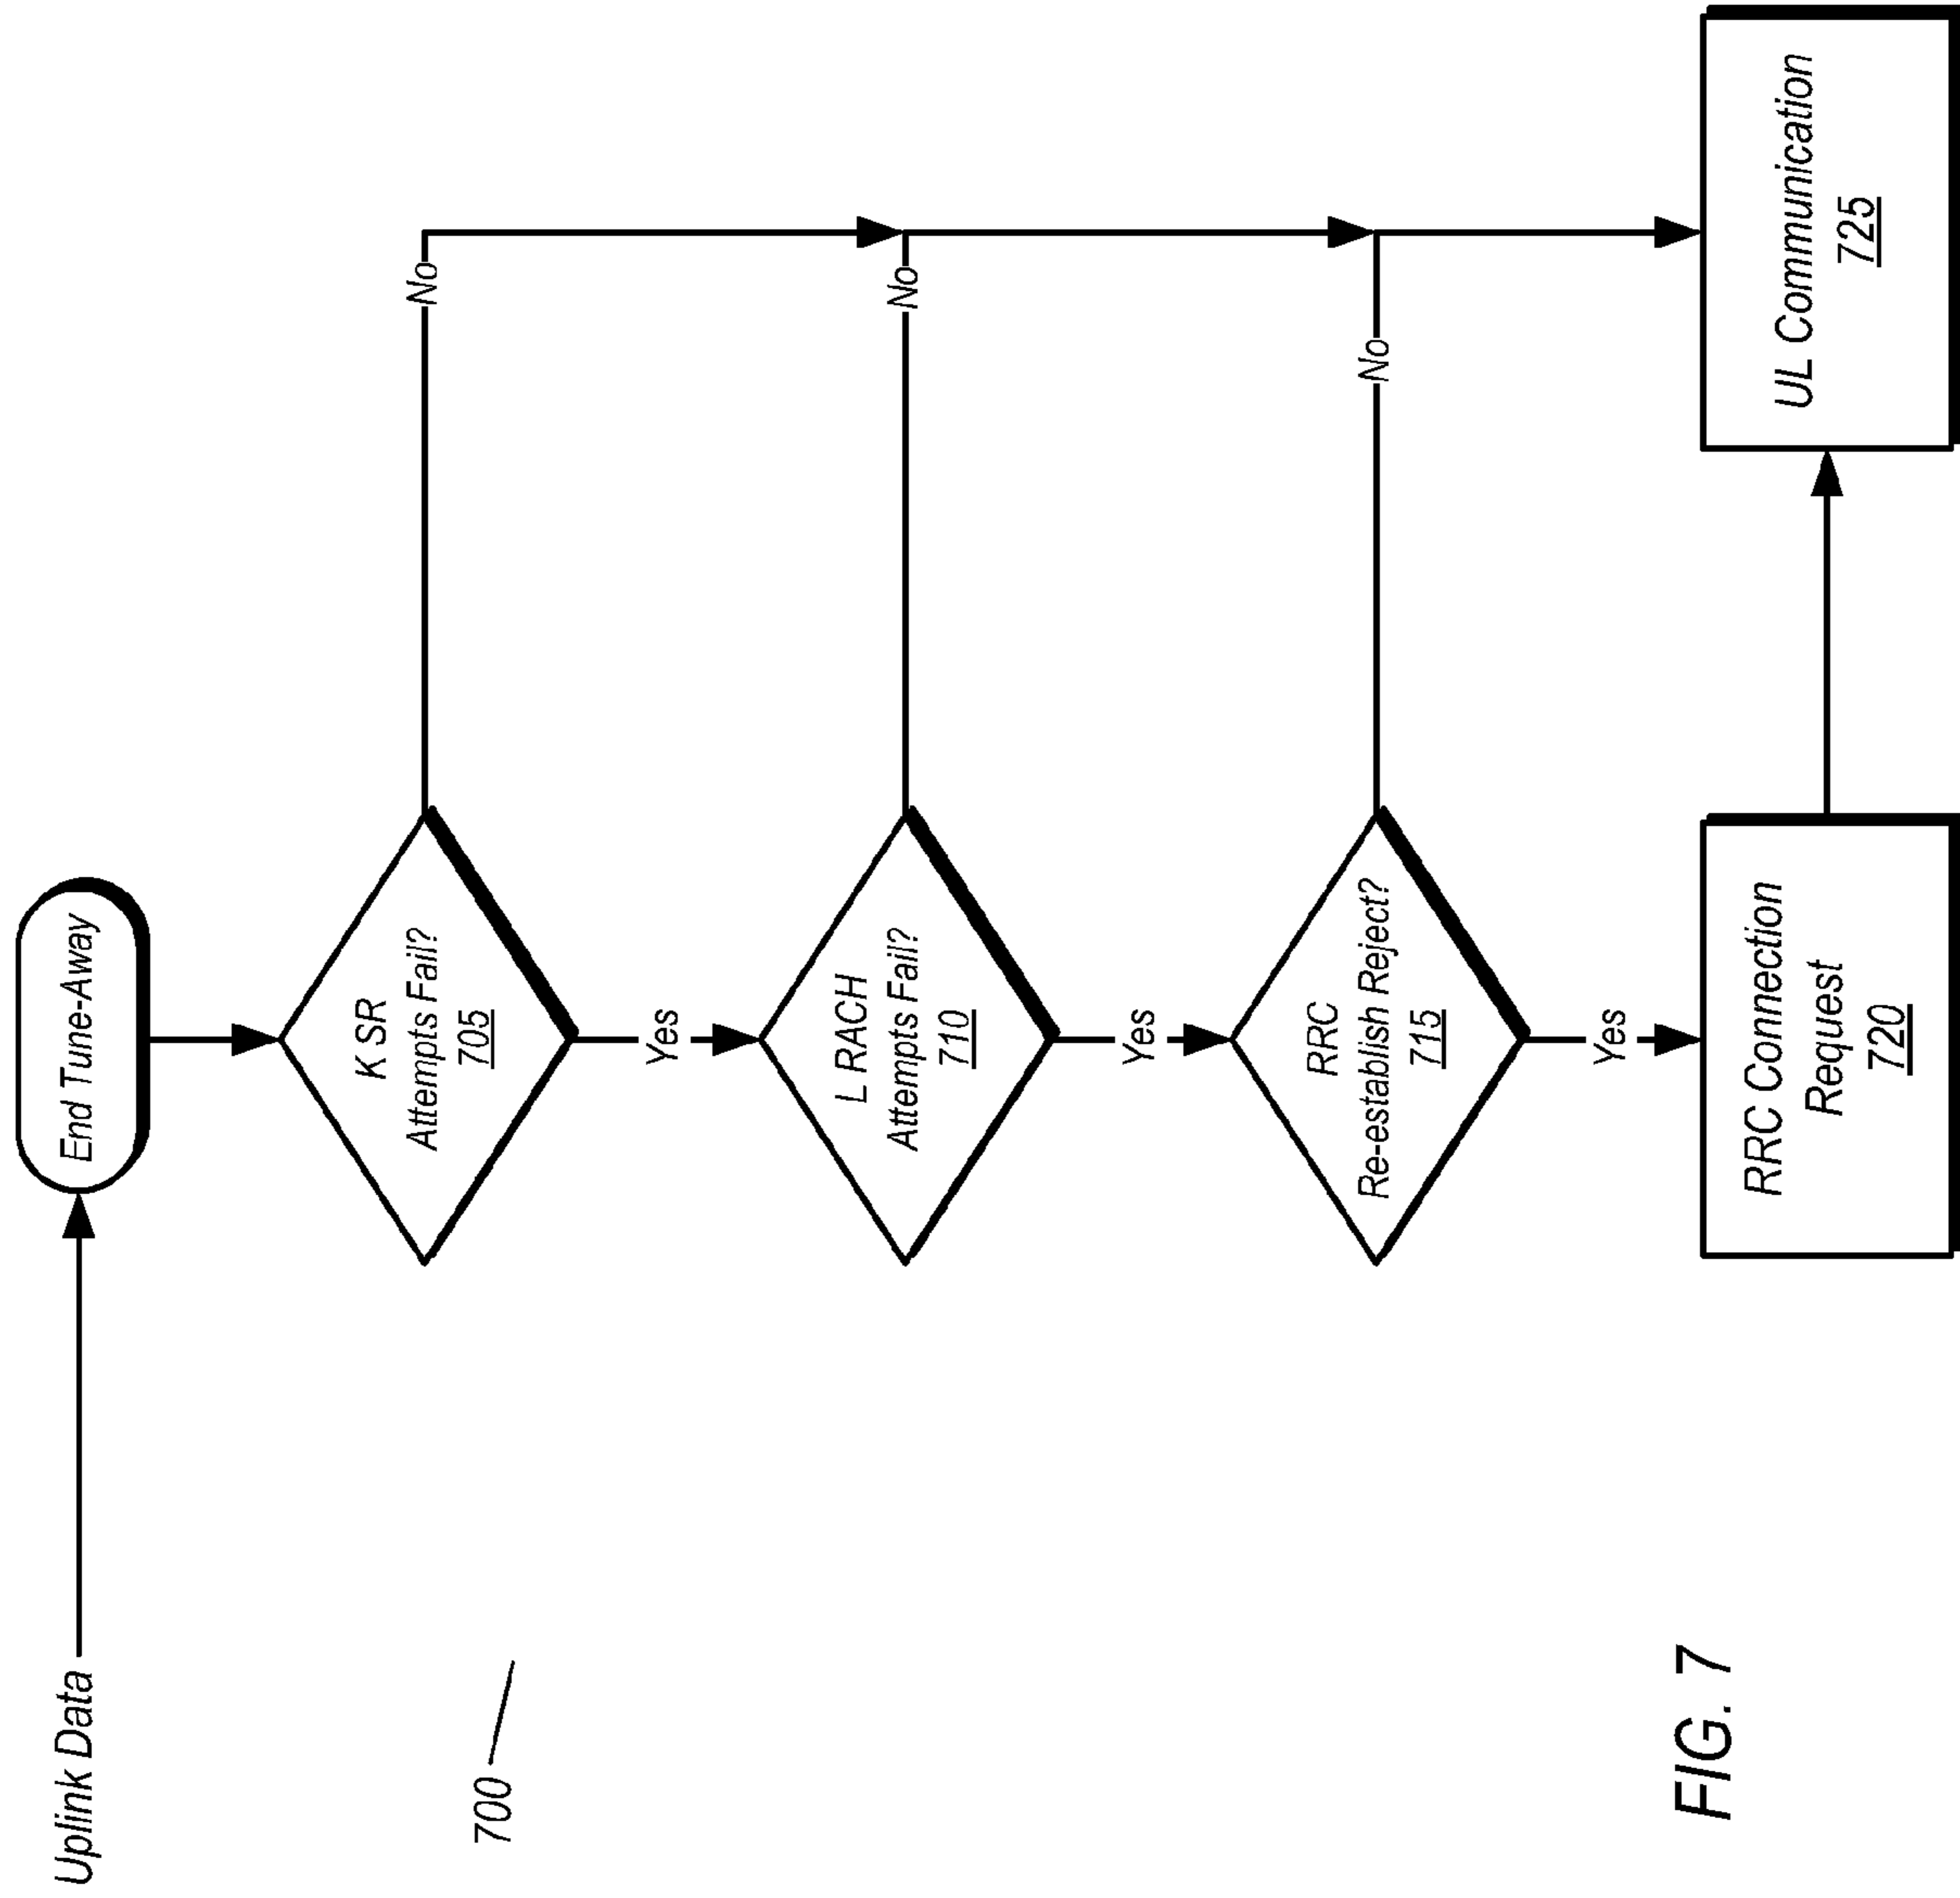 Uplink Data
End Tune-Away
700
K SR
Attempts Fail?
705
No
Yes
L RACH
Attempts Fail?
710
No
Yes
RRC
Re-establish Reject?
715
No
Yes
RRC Connection
Request
720
UL Communication
725
FIG. 7